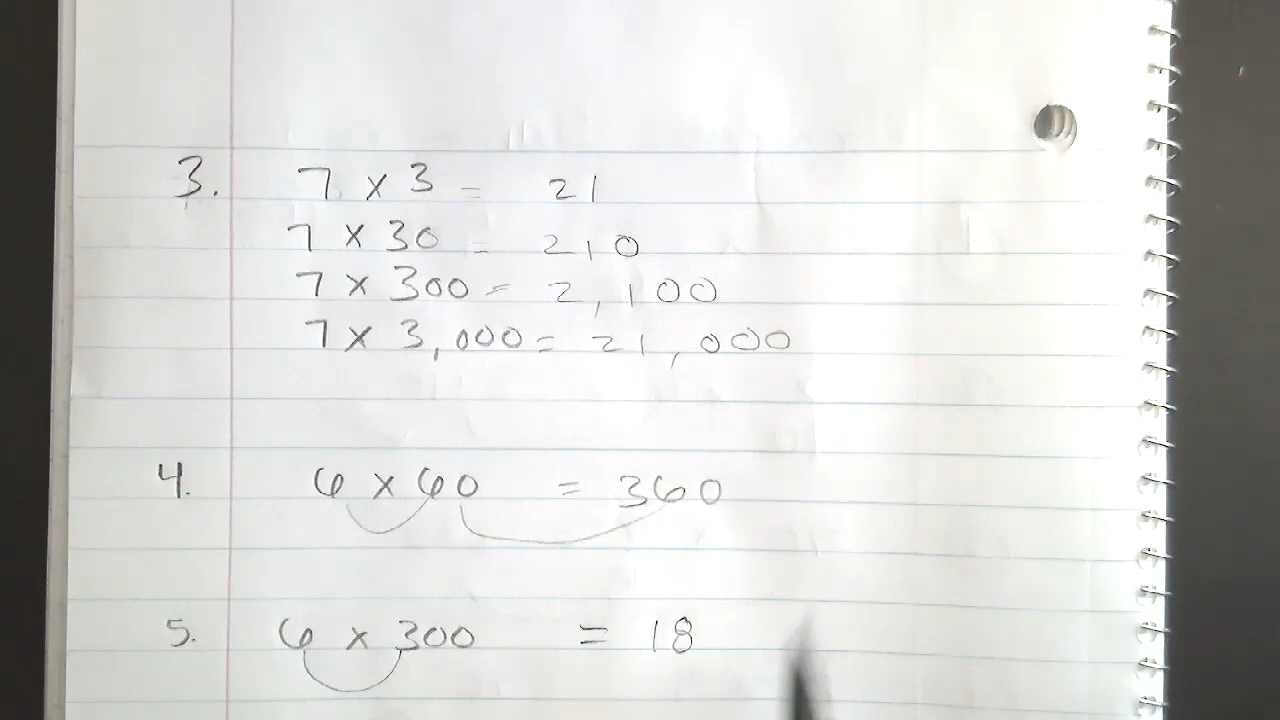 3. 7 x 3 = 21
7 x 30 = 210
7 x 300 = 2,100
7 x 3,000 = 21,000
4. 6 x 60 = 360
5. 6 x 300 = 18